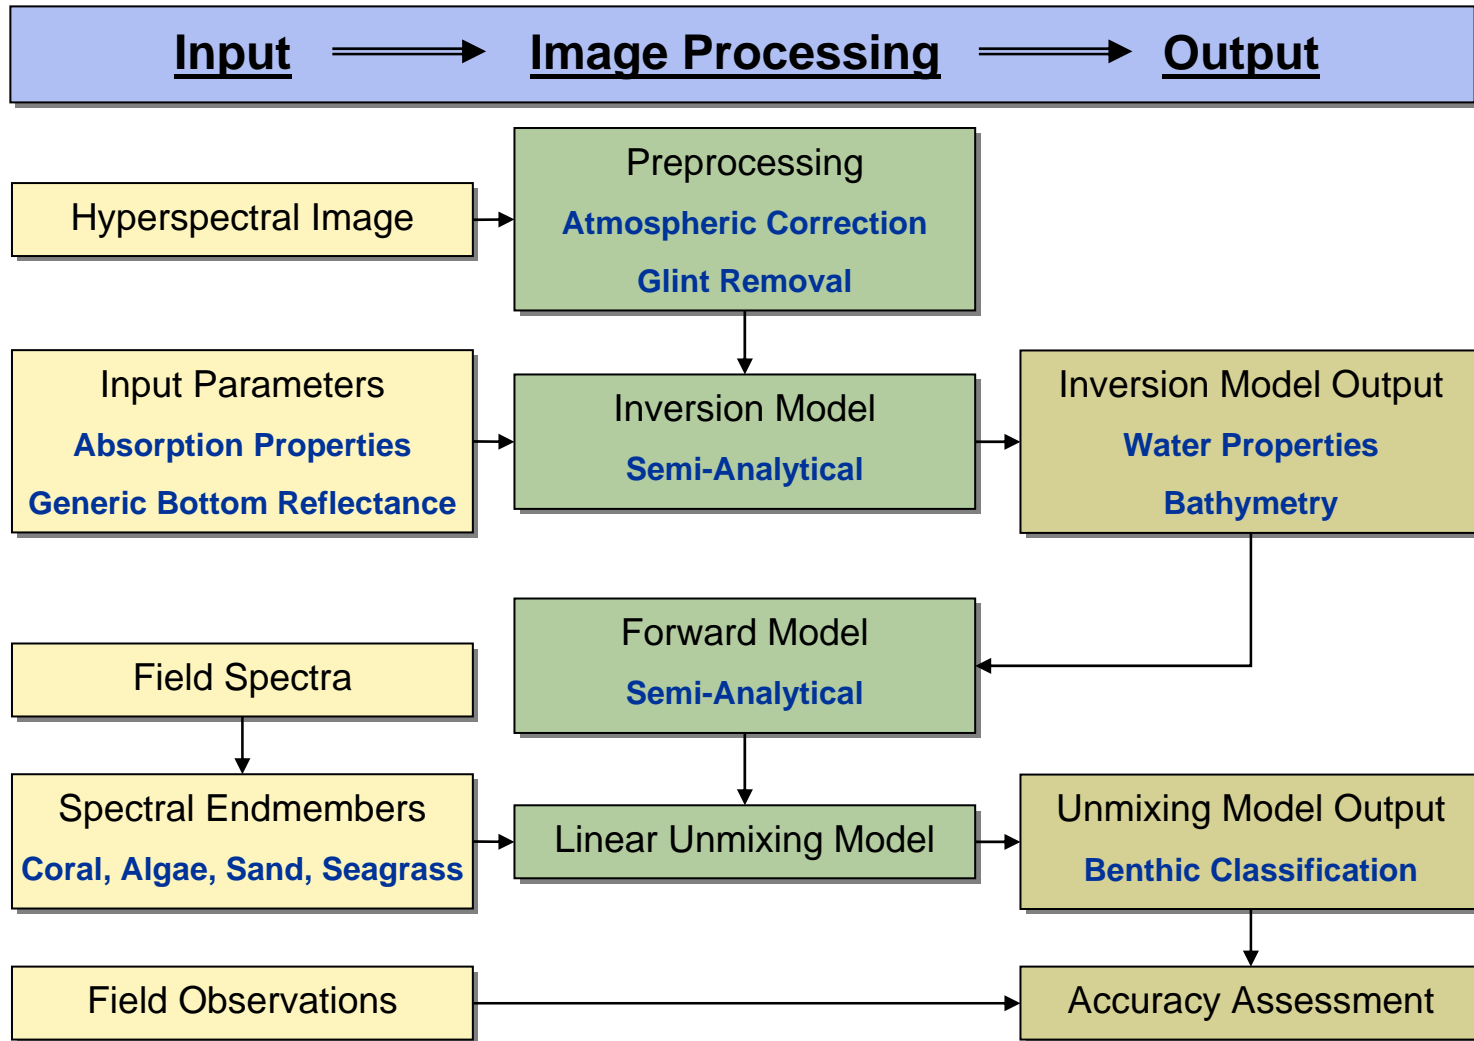 Input Image Processing Output
Preprocessing
Atmospheric Correction
Glint Removal
Hyperspectral Image
Input Parameters
Absorption Properties
Generic Bottom Reflectance
Inversion Model
Semi-Analytical
Inversion Model Output
Water Properties
Bathymetry
Forward Model
Semi-Analytical
Field Spectra
Spectral Endmembers
Coral, Algae, Sand, Seagrass
Linear Unmixing Model
Unmixing Model Output
Benthic Classification
Field Observations
Accuracy Assessment